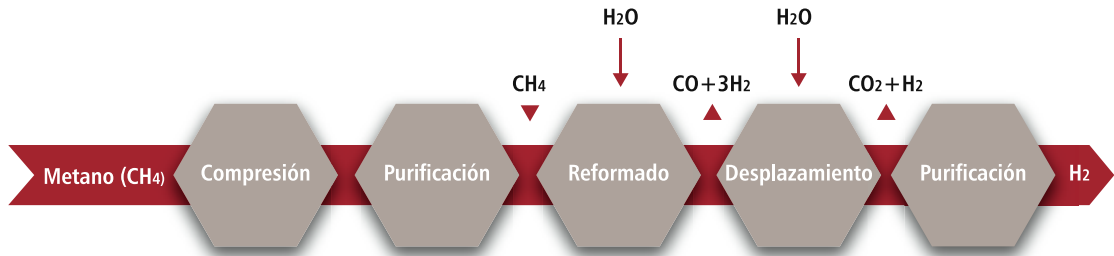 H2O
H2O
CH4
CO+3H2
CO2+H2
Metano (CH4)
Compresión
Purificación
Reformado
Desplazamiento
Purificación
H2